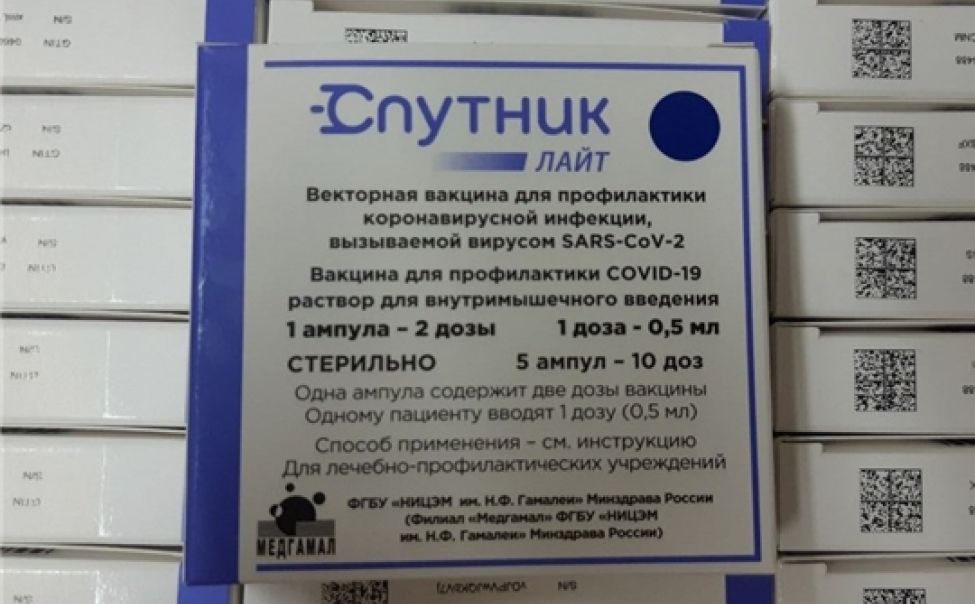 Спутник
ЛАЙТ
Векторная вакцина для профилактики
коронавирусной инфекции,
вызываемой вирусом SARS-CoV-2
Вакцина для профилактики COVID-19
раствор для внутримышечного введения
1 ампула – 2 дозы 1 доза - 0,5 мл
СТЕРИЛЬНО 5 ампул – 10 доз
Одна ампула содержит две дозы вакцины
Одному пациенту вводят 1 дозу (0,5 мл)
Способ применения – см. инструкцию
Для лечебно-профилактических учреждений
ФГБУ «НИЦЭМ им. Н.Ф. Гамалеи» Минздрава России
(Филиал «Медгамал» ФГБУ «НИЦЭМ
им. Н.Ф. Гамалеи» Минздрава России)
МЕДГАМАЛ
S/N
GTIN
S/N
GTIN
S/N
S/N